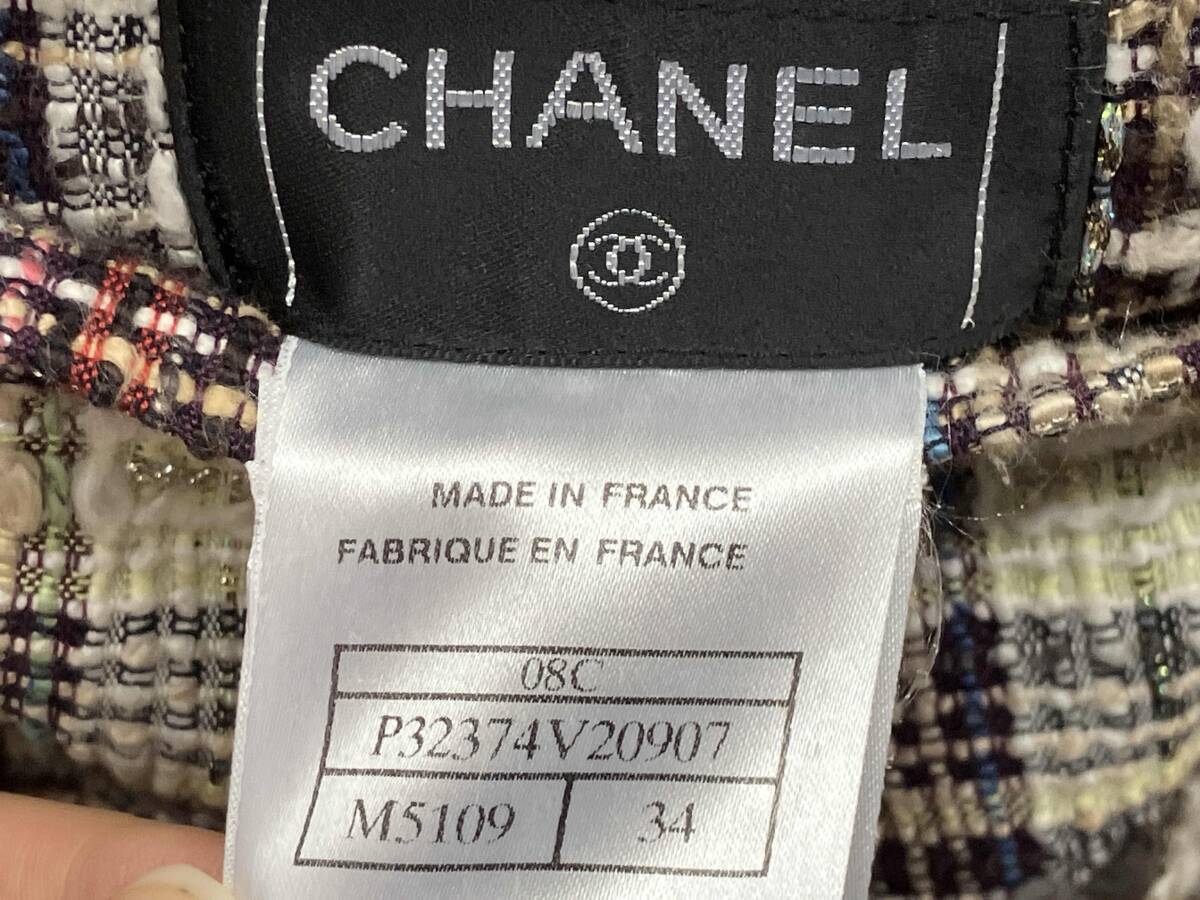 CHANEL
MADE IN FRANCE
FABRIQUE EN FRANCE
08C
P32374V20907
M5109 34